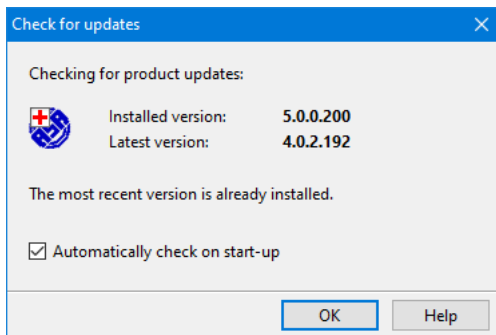 Check for updates
Checking for product updates:
Installed version: 5.0.0.200
Latest version: 4.0.2.192
The most recent version is already installed.
Automatically check on start-up
OK Help